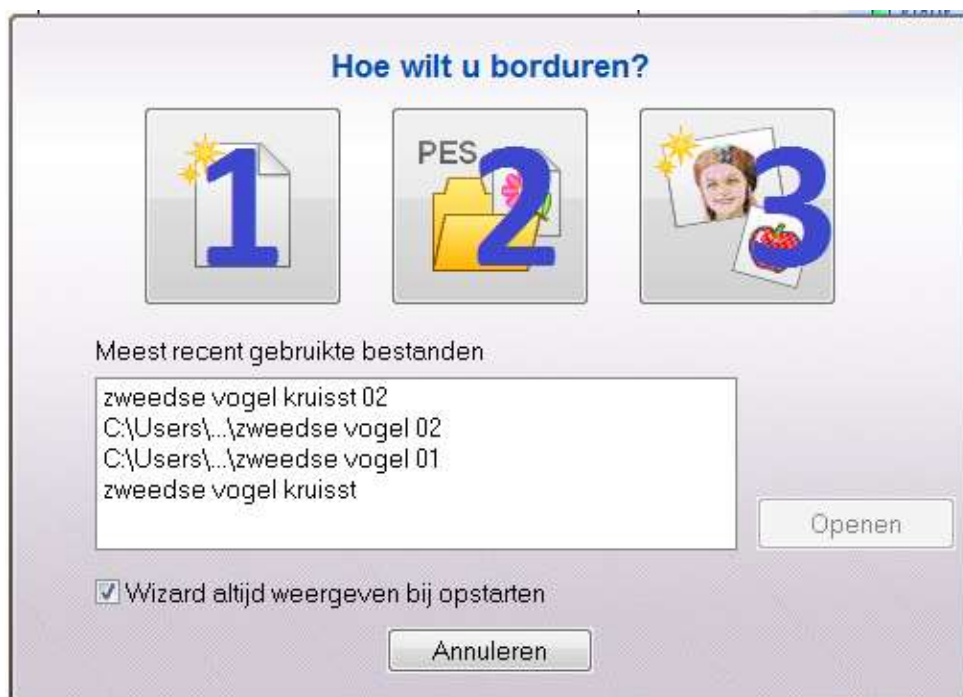 Hoe wilt u borduren?
1
PES
2
3
Meest recent gebruikte bestanden
zweedse vogel kruisst 02
C:\Users\...\zweedse vogel 02
C:\Users\...\zweedse vogel 01
zweedse vogel kruisst
Openen
Wizard altijd weergeven bij opstarten
Annuleren